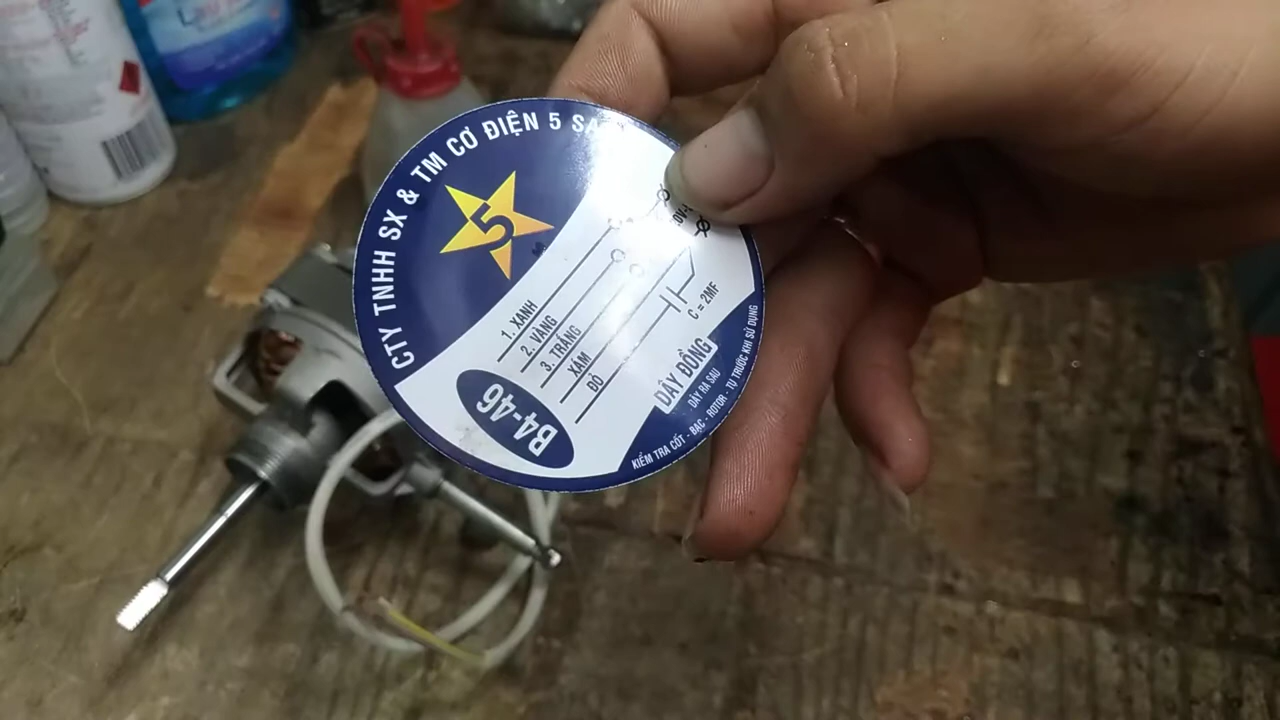 CTY TNHH SX & TM CƠ ĐIỆN 5
5
1. XANH
2. VÀNG
3. TRẮNG
XÁM
ĐỎ
C = 2MF
B4-46
DÂY ĐỒNG
DÂY RA SAU
KIỂM TRA CỐT - BẠC - ROTOR - TỤ TRƯỚC KHI SỬ DỤNG